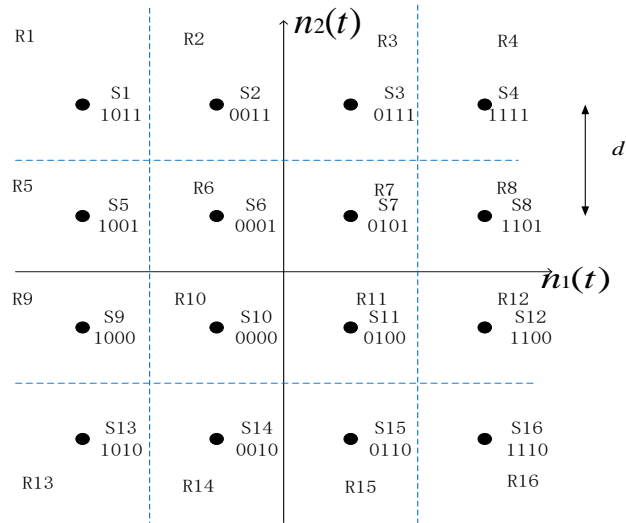 R1 R2 n2(t) R3 R4
S1 S2 S3 S4
1011 0011 0111 1111
d
R5 R6 R7 R8
S5 S6 S7 S8
1001 0001 0101 1101
n1(t)
R9 R10 R11 R12
S9 S10 S11 S12
1000 0000 0100 1100
S13 S14 S15 S16
1010 0010 0110 1110
R13 R14 R15 R16